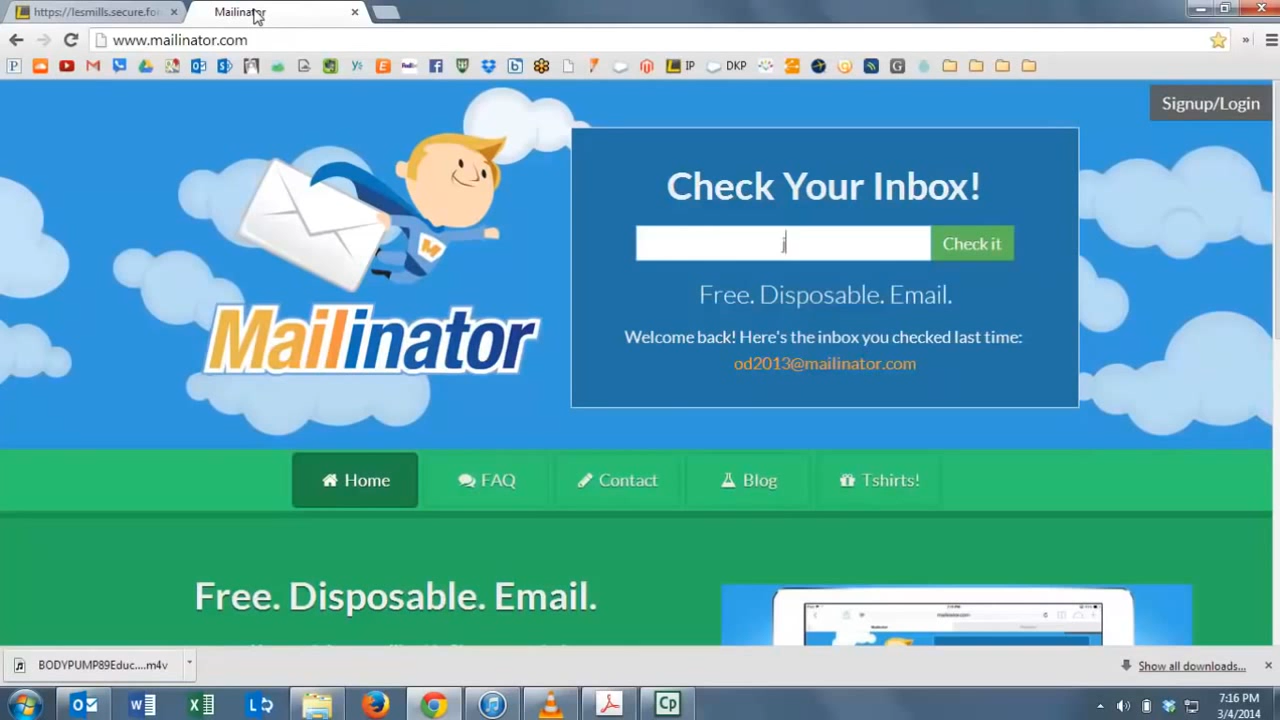 https://lesmills.secure.for
Mailinator
www.mailinator.com
IP
DKP
Signup/Login
Check Your Inbox!
j
Check it
Free. Disposable. Email.
Welcome back! Here's the inbox you checked last time:
od2013@mailinator.com
Mailinator
Home
FAQ
Contact
Blog
Tshirts!
Free. Disposable. Email.
BODYPUMP89Educ....m4v
Show all downloads...
7:16 PM
3/4/2014